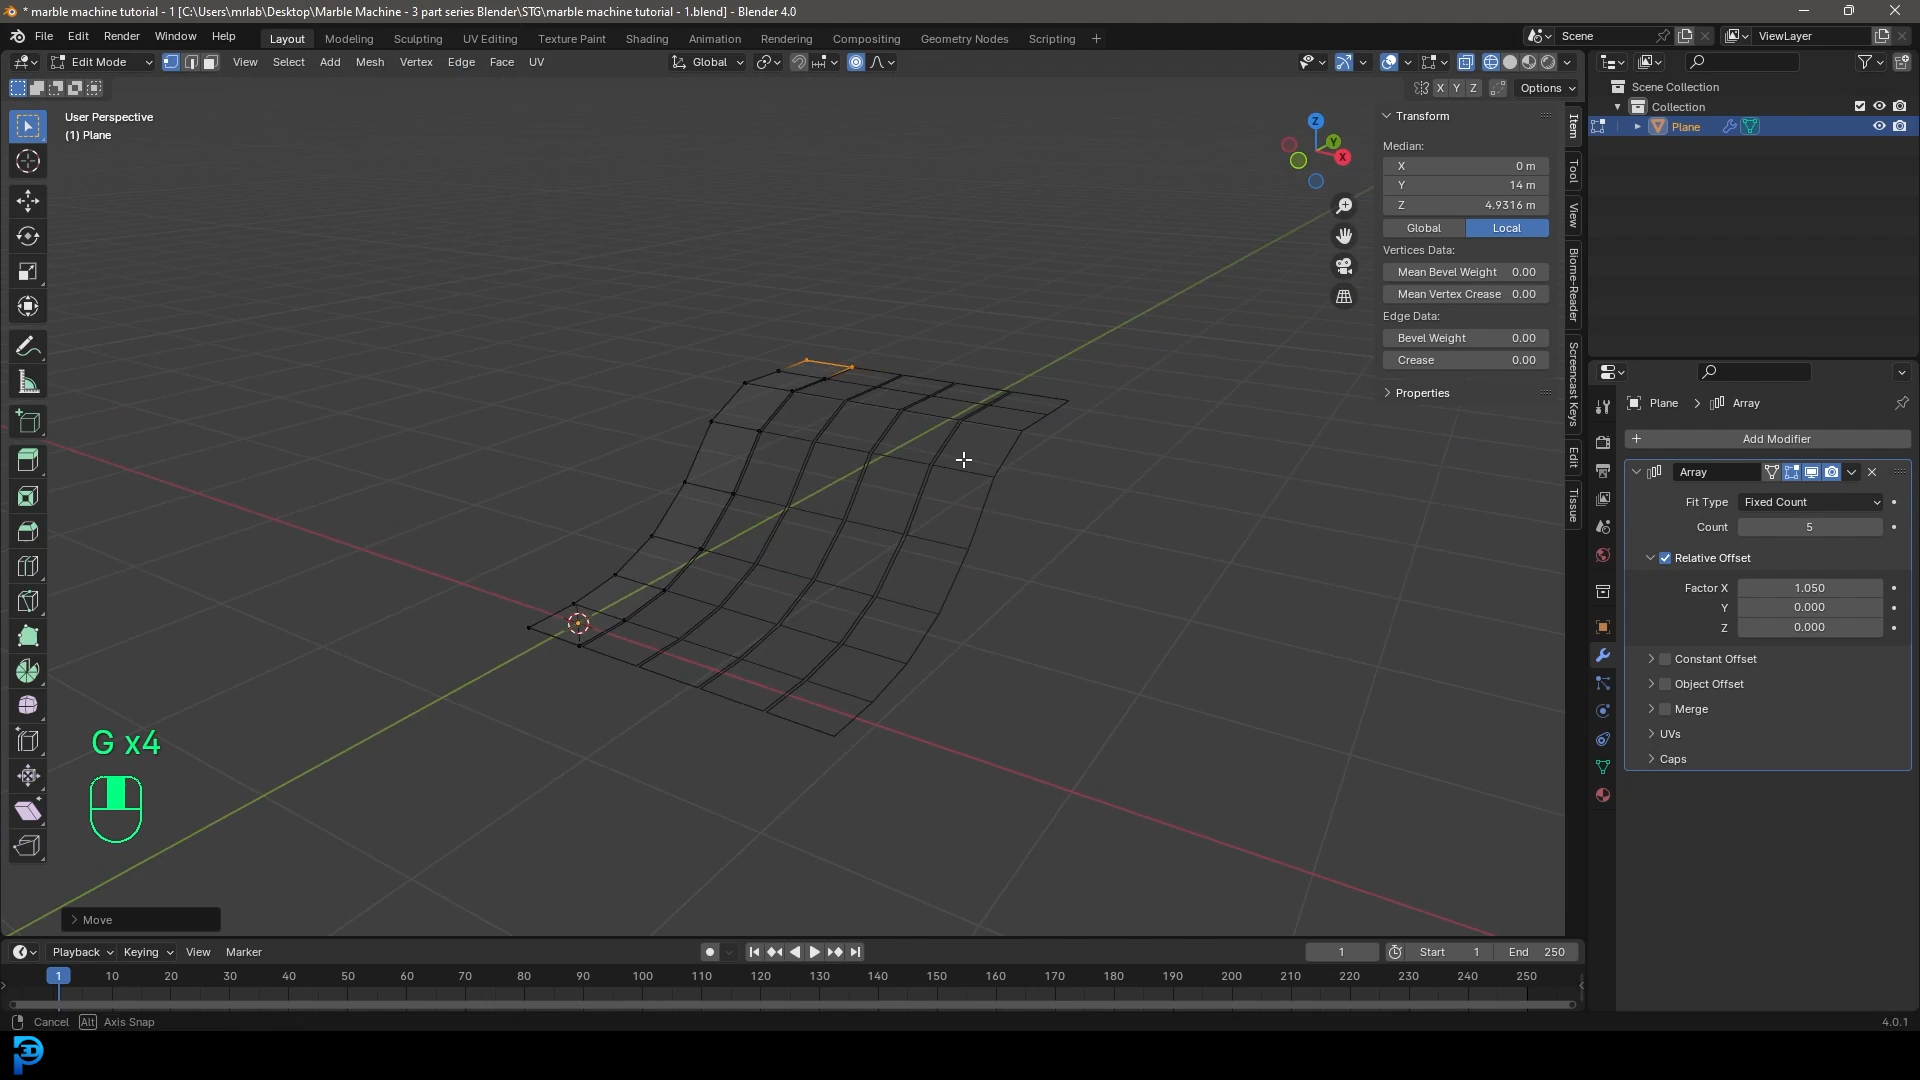 * marble machine tutorial - 1 [C:\Users\mrlab\Desktop\Marble Machine - 3 part series Blender\STG\marble machine tutorial - 1.blend] - Blender 4.0
File Edit Render Window Help Layout Modeling Sculpting UV Editing Texture Paint Shading Animation Rendering Compositing Geometry Nodes Scripting +
Scene ViewLayer
Edit Mode View Select Add Mesh Vertex Edge Face UV Global
X Y Z Options
User Perspective
(1) Plane
Z
Y
X
Transform
Median:
X 0 m
Y 14 m
Z 4.9316 m
Global Local
Vertices Data:
Mean Bevel Weight 0.00
Mean Vertex Crease 0.00
Edge Data:
Bevel Weight 0.00
Crease 0.00
Properties
Item
Tool
View
Biome-Reader
Screencast Keys
Edit
Tissue
Scene Collection
Collection
Plane
Plane > Array
+ Add Modifier
Array
Fit Type Fixed Count
Count 5
Relative Offset
Factor X 1.050
Y 0.000
Z 0.000
Constant Offset
Object Offset
Merge
UVs
Caps
G x4
Move
Playback Keying View Marker 1 Start 1 End 250
1 10 20 30 40 50 60 70 80 90 100 110 120 130 140 150 160 170 180 190 200 210 220 230 240 250
Cancel Alt Axis Snap 4.0.1